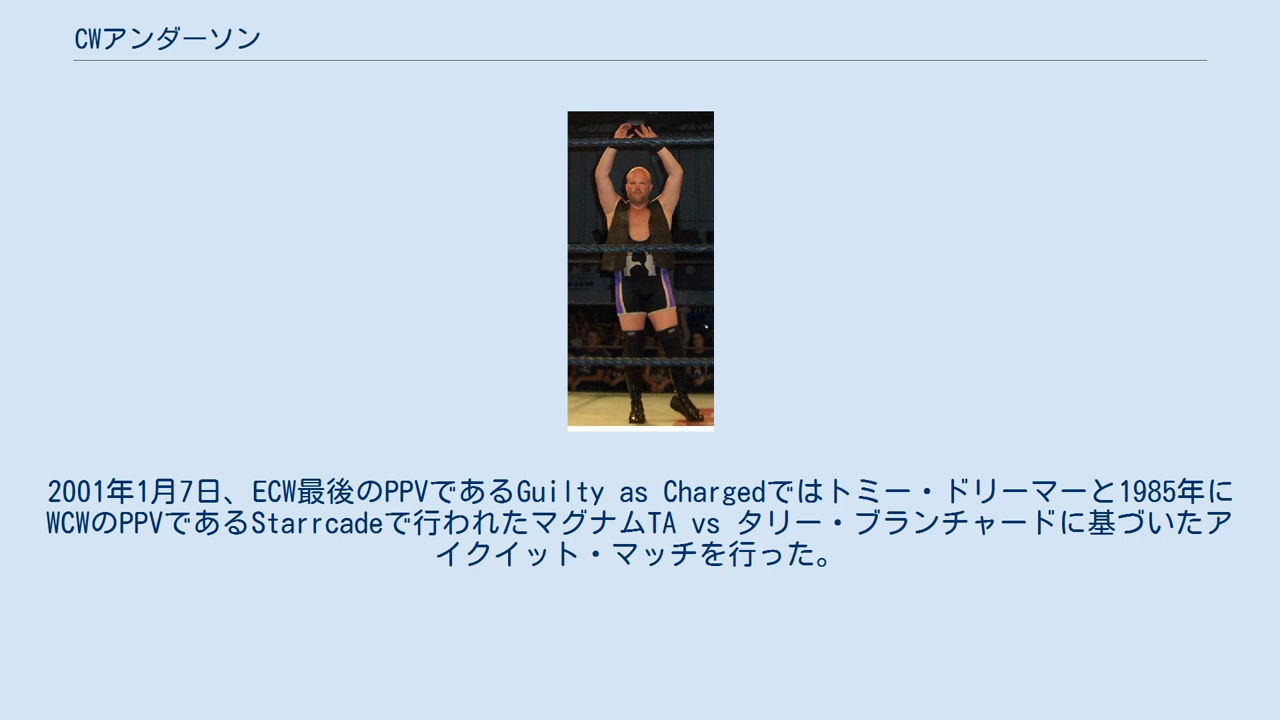 CWアンダーソン
2001年1月7日、ECW最後のPPVであるGuilty as Chargedではトミー・ドリーマーと1985年に
WCWのPPVであるStarrcadeで行われたマグナムTA vs タリー・ブランチャードに基づいたア
イクイット・マッチを行った。